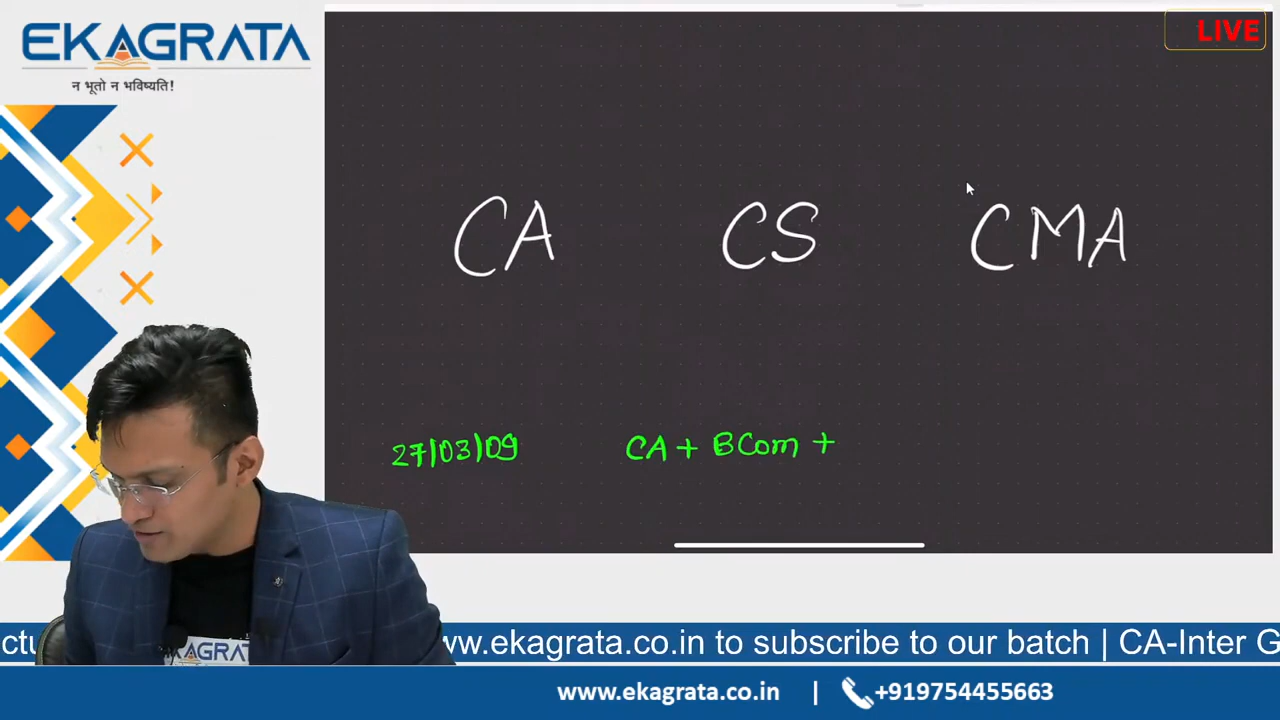 EKAGRATA
न भूतो न भविष्यति!
LIVE
CA CS CMA
27/03/09 CA + BCom +
EKAGRATA
ww.ekagrata.co.in to subscribe to our batch | CA-Inter G
www.ekagrata.co.in | +919754455663